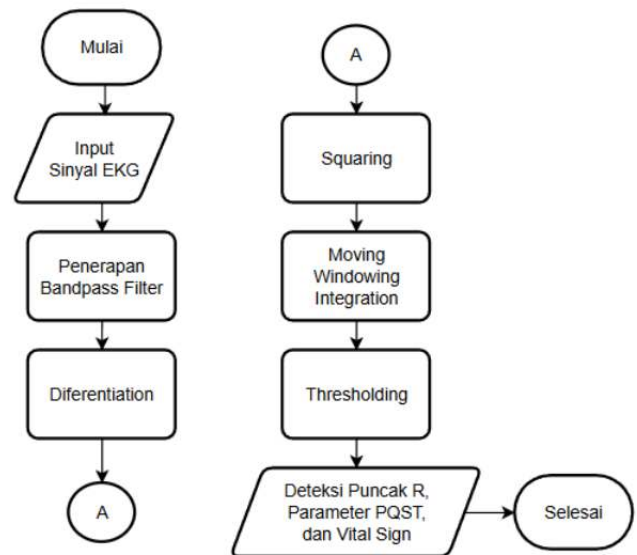 Mulai
Input
Sinyal EKG
Penerapan
Bandpass Filter
Diferentiation
A
A
Squaring
Moving
Windowing
Integration
Thresholding
Deteksi Puncak R,
Parameter PQST,
dan Vital Sign
Selesai